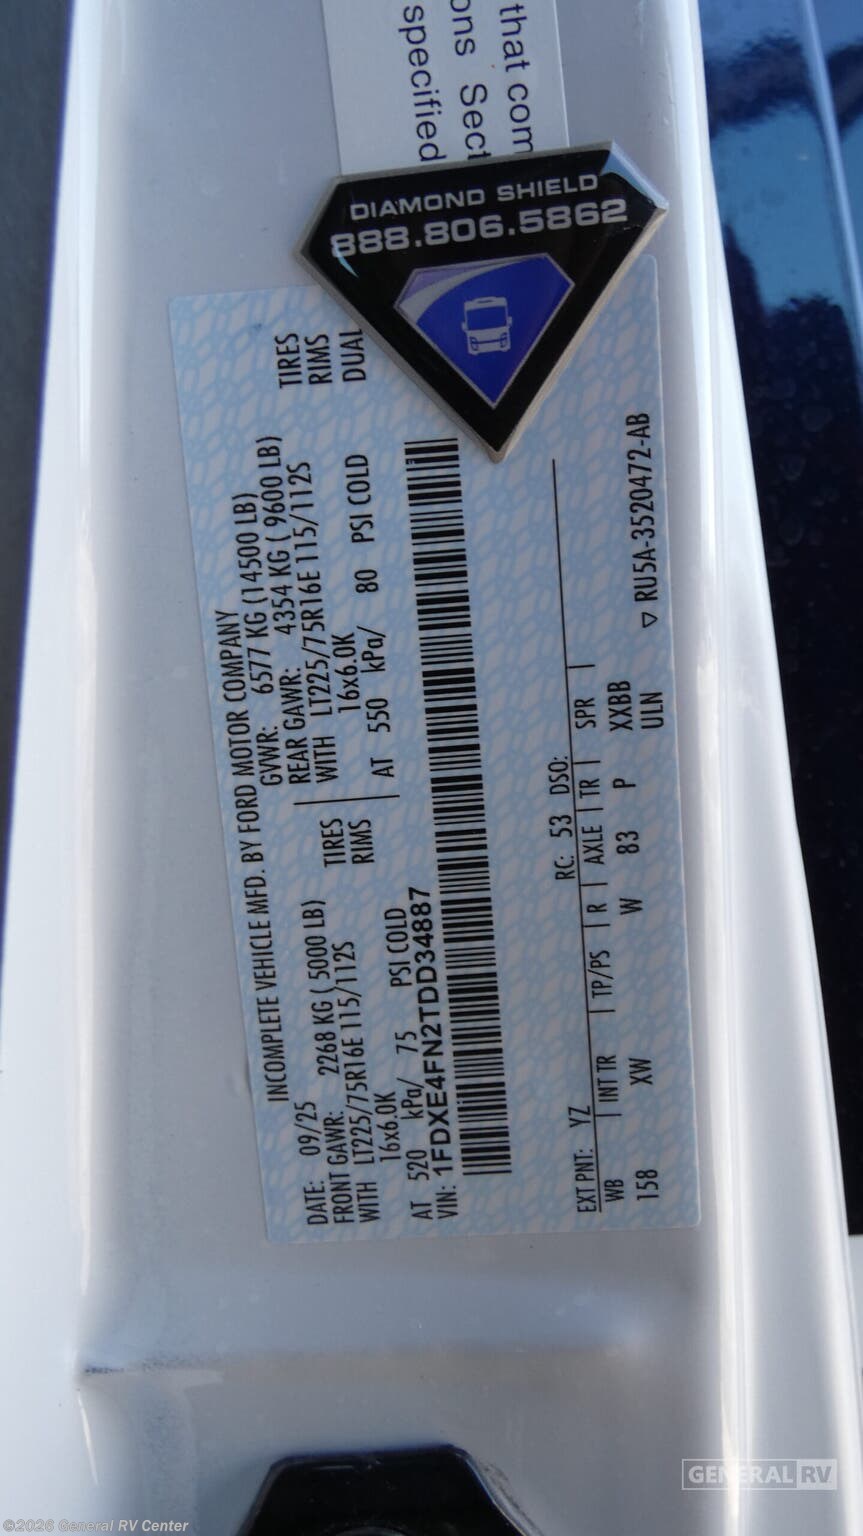 that com
ons Sect
specified
DIAMOND SHIELD
888.806.5862
INCOMPLETE VEHICLE MFD. BY FORD MOTOR COMPANY
DATE: 09/25 GVWR: 6577 KG (14500 LB)
FRONT GAWR: 2268 KG ( 5000 LB) REAR GAWR: 4354 KG ( 9600 LB)
WITH LT225/75R16E 115/112S TIRES WITH LT225/75R16E 115/112S TIRES
16x6.0K RIMS 16x6.0K RIMS
AT 520 kPa/ 75 PSI COLD AT 550 kPa/ 80 PSI COLD DUAL
VIN: 1FDXE4FN2TDD34887
EXT PNT: YZ RC: 53 DSO:
WB | INT TR | TP/PS | R | AXLE | TR | SPR |
158 XW W 83 P XXBB
ULN ▽ RU5A-3520472-AB
GENERAL RV
©2026 General RV Center